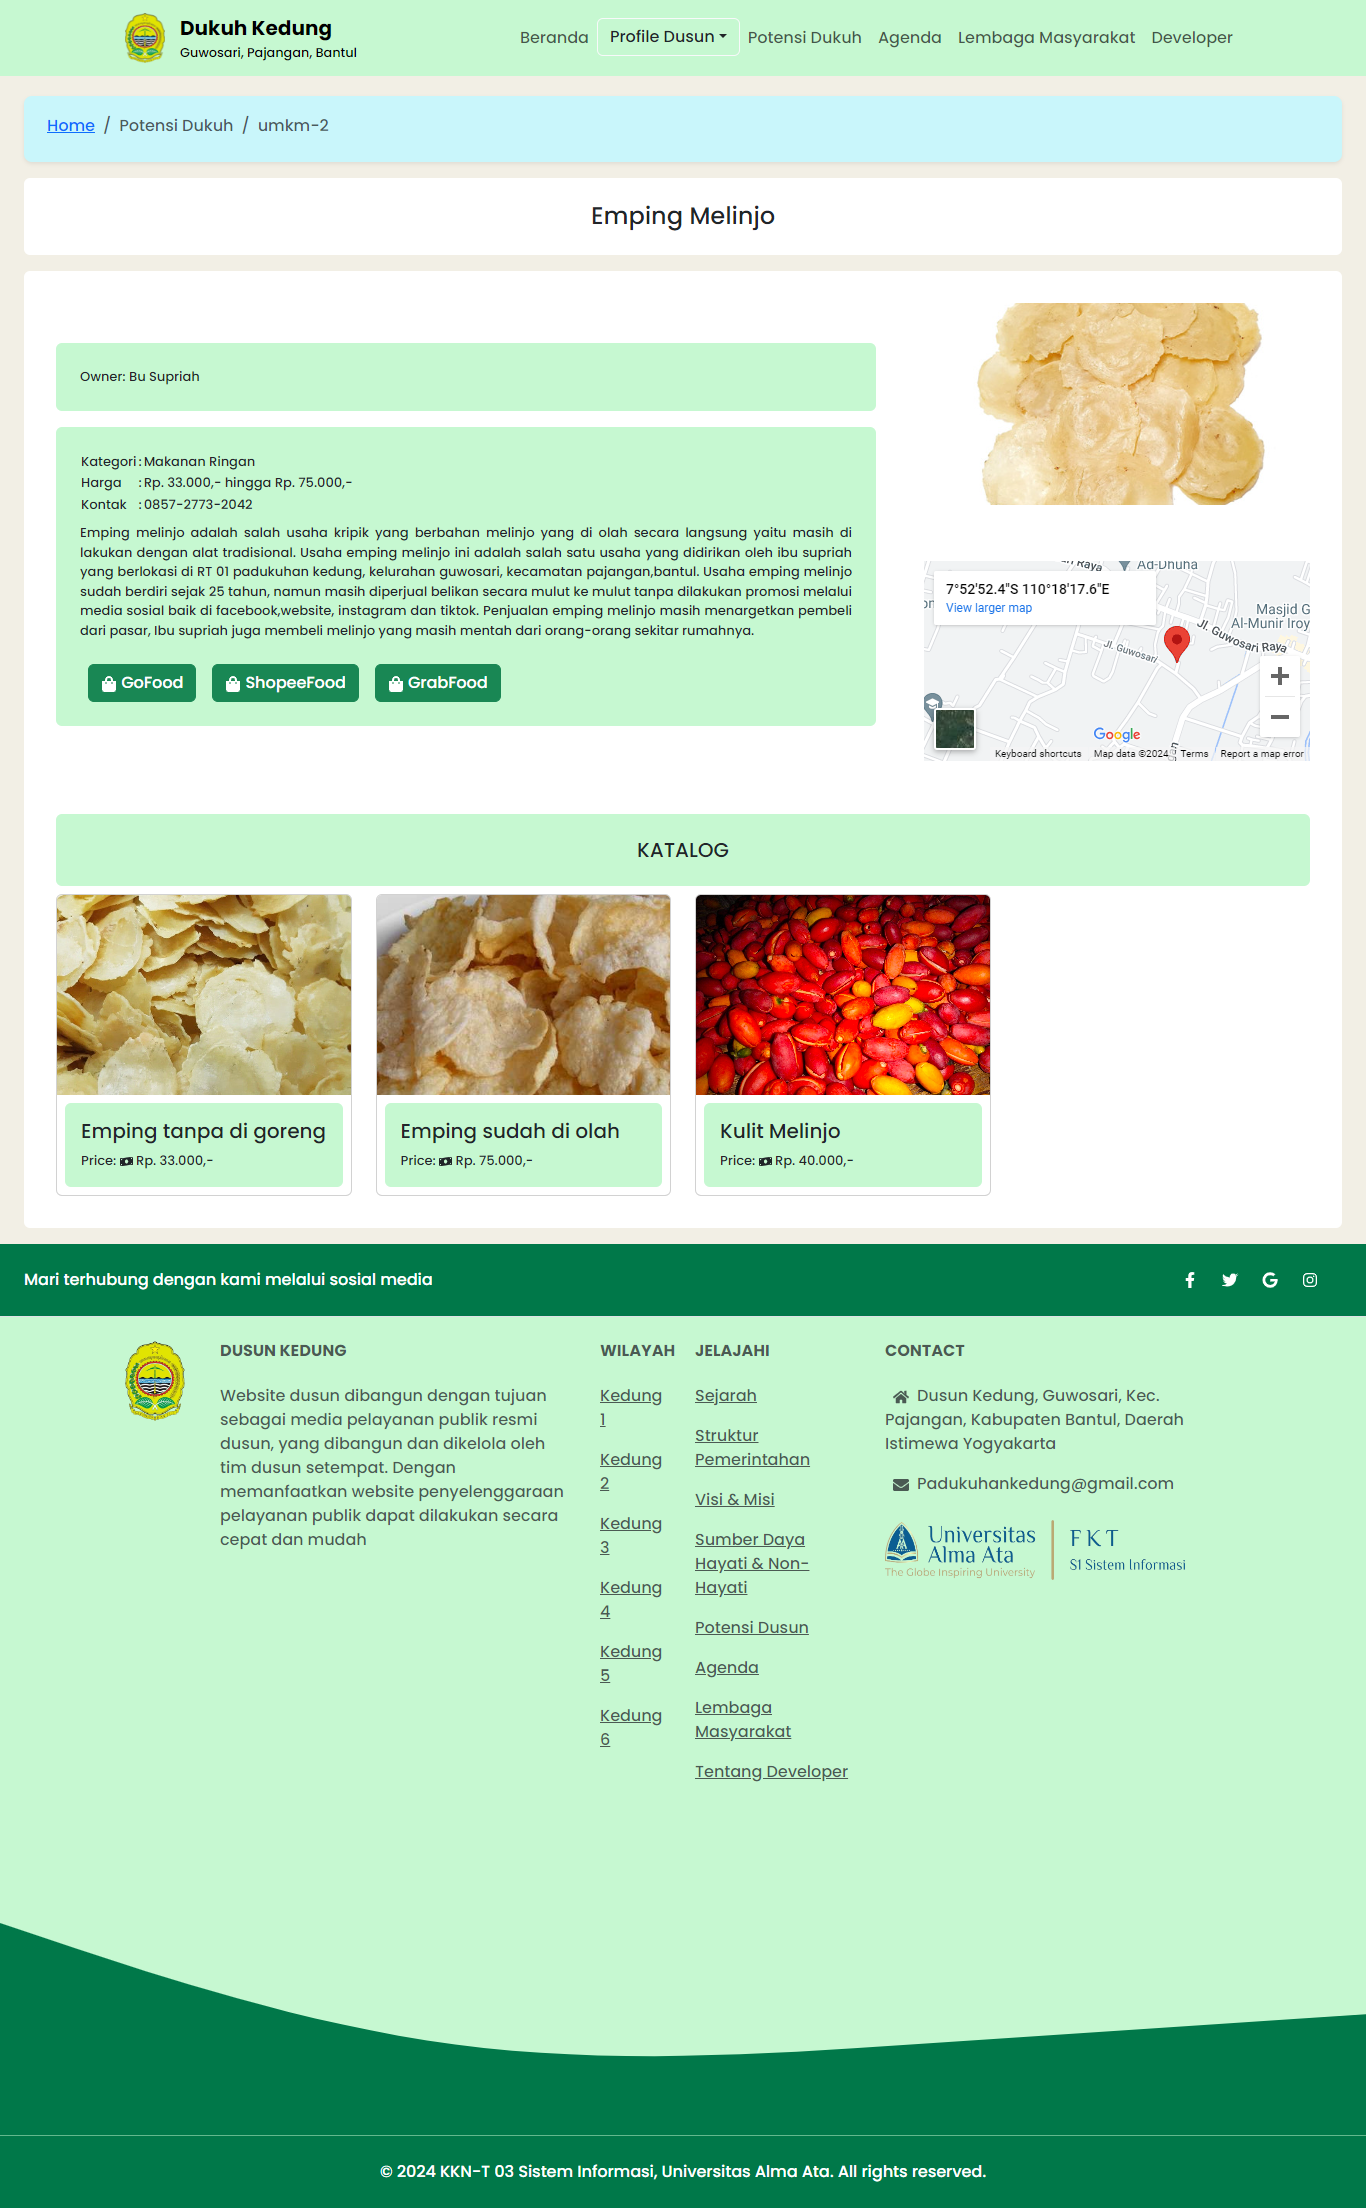 Dukuh Kedung
Guwosari, Pajangan, Bantul
Beranda
Profile Dusun
Potensi Dukuh
Agenda
Lembaga Masyarakat
Developer
Home / Potensi Dukuh / umkm-2
Emping Melinjo
Owner: Bu Supriah
Kategori : Makanan Ringan
Harga : Rp. 33.000,- hingga Rp. 75.000,-
Kontak : 0857-2773-2042
Emping melinjo adalah salah usaha kripik yang berbahan melinjo yang di olah secara langsung yaitu masih di
lakukan dengan alat tradisional. Usaha emping melinjo ini adalah salah satu usaha yang didirikan oleh ibu supriah
yang berlokasi di RT 01 padukuhan kedung, kelurahan guwosari, kecamatan pajangan,bantul. Usaha emping melinjo
sudah berdiri sejak 25 tahun, namun masih diperjual belikan secara mulut ke mulut tanpa dilakukan promosi melalui
media sosial baik di facebook,website, instagram dan tiktok. Penjualan emping melinjo masih menargetkan pembeli
dari pasar, Ibu supriah juga membeli melinjo yang masih mentah dari orang-orang sekitar rumahnya.
GoFood
ShopeeFood
GrabFood
Ad-Dhuha
7°52'52.4"S 110°18'17.6"E
View larger map
Masjid G
Al-Munir Iroy
Jl. Guwosari Raya
Jl. Guwosari
Google
Keyboard shortcuts
Map data ©2024
Terms
Report a map error
KATALOG
Emping tanpa di goreng
Price: Rp. 33.000,-
Emping sudah di olah
Price: Rp. 75.000,-
Kulit Melinjo
Price: Rp. 40.000,-
Mari terhubung dengan kami melalui sosial media
DUSUN KEDUNG
Website dusun dibangun dengan tujuan
sebagai media pelayanan publik resmi
dusun, yang dibangun dan dikelola oleh
tim dusun setempat. Dengan
memanfaatkan website penyelenggaraan
pelayanan publik dapat dilakukan secara
cepat dan mudah
WILAYAH
Kedung
1
Kedung
2
Kedung
3
Kedung
4
Kedung
5
Kedung
6
JELAJAHI
Sejarah
Struktur
Pemerintahan
Visi & Misi
Sumber Daya
Hayati & Non-
Hayati
Potensi Dusun
Agenda
Lembaga
Masyarakat
Tentang Developer
CONTACT
Dusun Kedung, Guwosari, Kec.
Pajangan, Kabupaten Bantul, Daerah
Istimewa Yogyakarta
Padukuhankedung@gmail.com
Universitas
Alma Ata
The Globe Inspiring University
FKT
S1 Sistem Informasi
© 2024 KKN-T 03 Sistem Informasi, Universitas Alma Ata. All rights reserved.